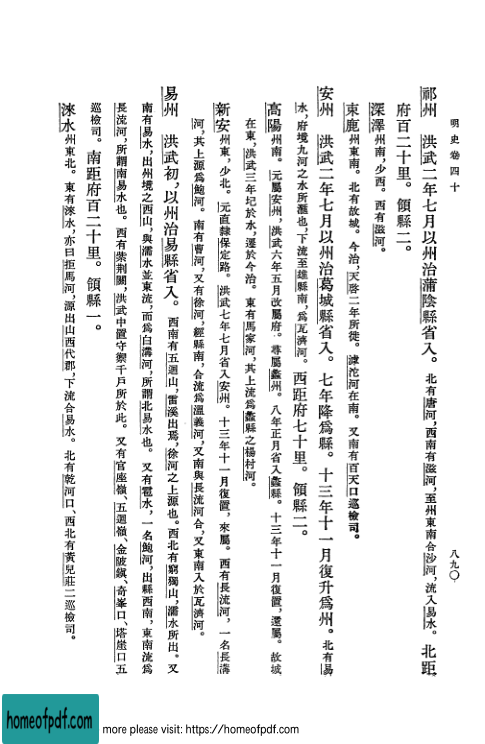 明史卷四十
八九〇
祁州　洪武二年七月以州治蒲陰縣省入。北有唐河，西南有滋河，至州東南合沙河，流入易水。北距
府百二十里。領縣二。
深澤州南，少西。西有滋河。
束鹿州東南。北有故城。今治，天啓二年所徙。滹沱河在南。又南有百天口巡檢司。
安州　洪武二年七月以州治葛城縣省入。七年降爲縣。十三年十一月復升爲州。北有易
水，府境九河之水所滙也，下流至雄縣南，爲瓦濟河。西距府七十里。領縣二。
高陽州南。元屬安州，洪武六年五月改屬府。尋屬蠡州。八年正月省入蠡縣。十三年十一月復置，還屬。故城
在東，洪武三年圮於水，遷於今治。東有馬家河，其上流爲蠡縣之楊村河。
新安州東，少北。元直隸保定路。洪武七年七月省入安州。十三年十一月復置，來屬。西有長流河，一名長溝
河，其上源爲鮑河。南有曹河，又有徐河，經縣南，合流爲溫義河，又南與長流河合，又東南入於瓦濟河。
易州　洪武初，以州治易縣省入。西南有五迴山，雷溪出焉，徐河之上源也。西北有窮獨山，濡水所出。又
南有易水，出州境之西山，與濡水並東流，而爲白溝河，所謂北易水也。又有雹水，一名鮑河，出縣西南，東南流爲
長流河，所謂南易水也。西有紫荆關，洪武中置守禦千戶所於此。又有官座嶺、五迴嶺、金陂鎭、奇峯口、塔崖口五
巡檢司。南距府百二十里。領縣一。
淶水州東北。東有淶水，亦曰拒馬河，源出山西代郡，下流合易水。北有乾河口、西北有黃兒莊二巡檢司。
homeofpdf.com
more please visit: https://homeofpdf.com